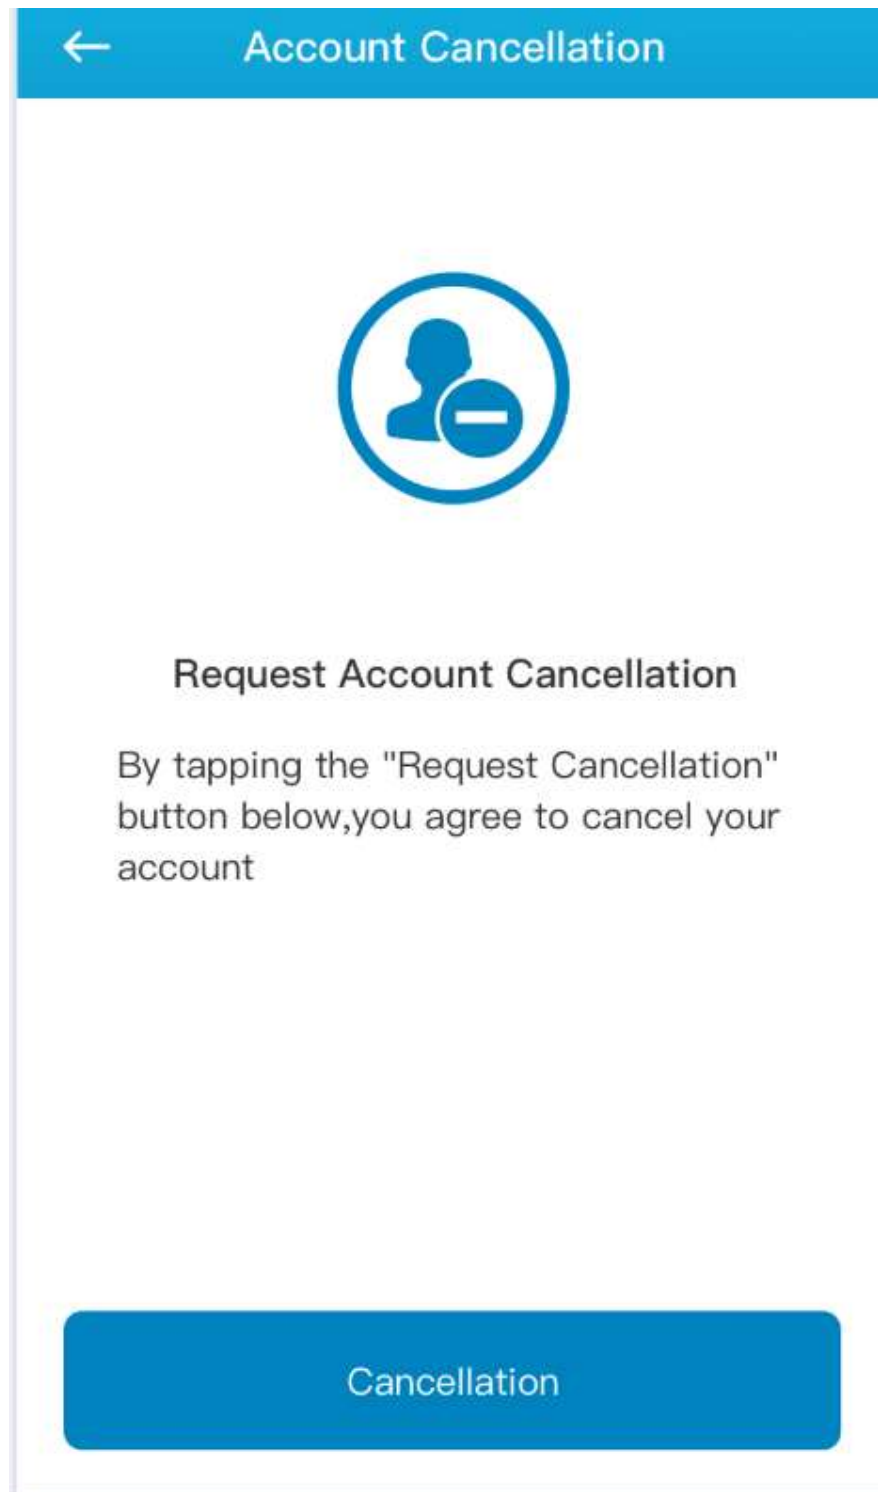 Account Cancellation
Request Account Cancellation
By tapping the "Request Cancellation"
button below,you agree to cancel your
account
Cancellation